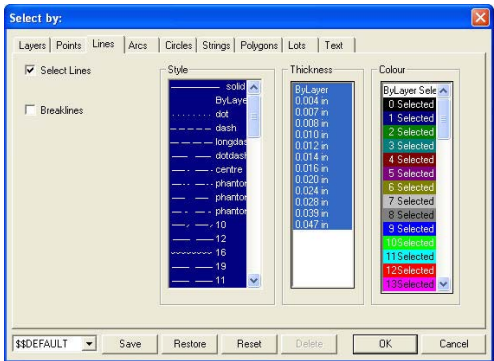 Select by:
Layers Points Lines Arcs Circles Strings Polygons Lots Text
Select Lines
Breaklines
Style
solid
ByLaye
dot
dash
longdas
dotdash
centre
phantor
phantor
phantor
10
12
16
19
11
Thickness
ByLayer
0.004 in
0.007 in
0.008 in
0.010 in
0.012 in
0.014 in
0.016 in
0.020 in
0.024 in
0.028 in
0.039 in
0.047 in
Colour
ByLayer Sele
0 Selected
1 Selected
2 Selected
3 Selected
4 Selected
5 Selected
6 Selected
7 Selected
8 Selected
9 Selected
10Selected
11Selected
12Selected
13Selected
$$DEFAULT Save Restore Reset Delete OK Cancel